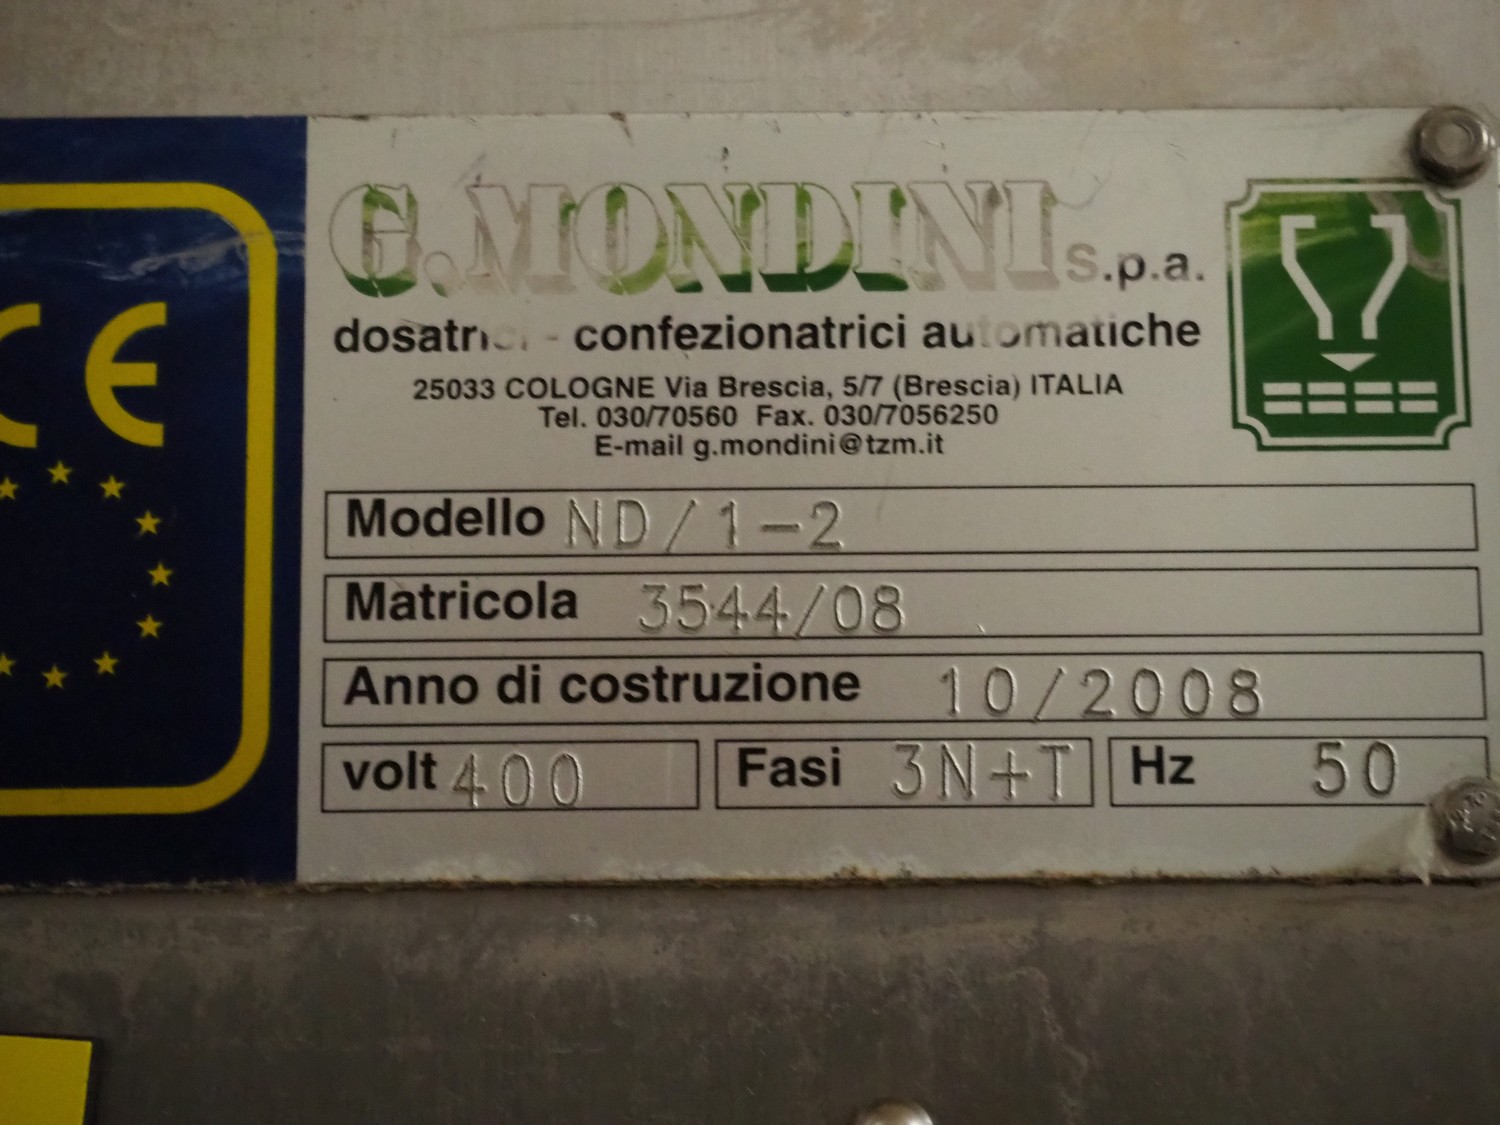 CE
G.MONDINI s.p.a.
dosatrici - confezionatrici automatiche
25033 COLOGNE Via Brescia, 5/7 (Brescia) ITALIA
Tel. 030/70560 Fax. 030/7056250
E-mail g.mondini@tzm.it
Modello ND/1-2
Matricola 3544/08
Anno di costruzione 10/2008
volt 400 Fasi 3N+T Hz 50